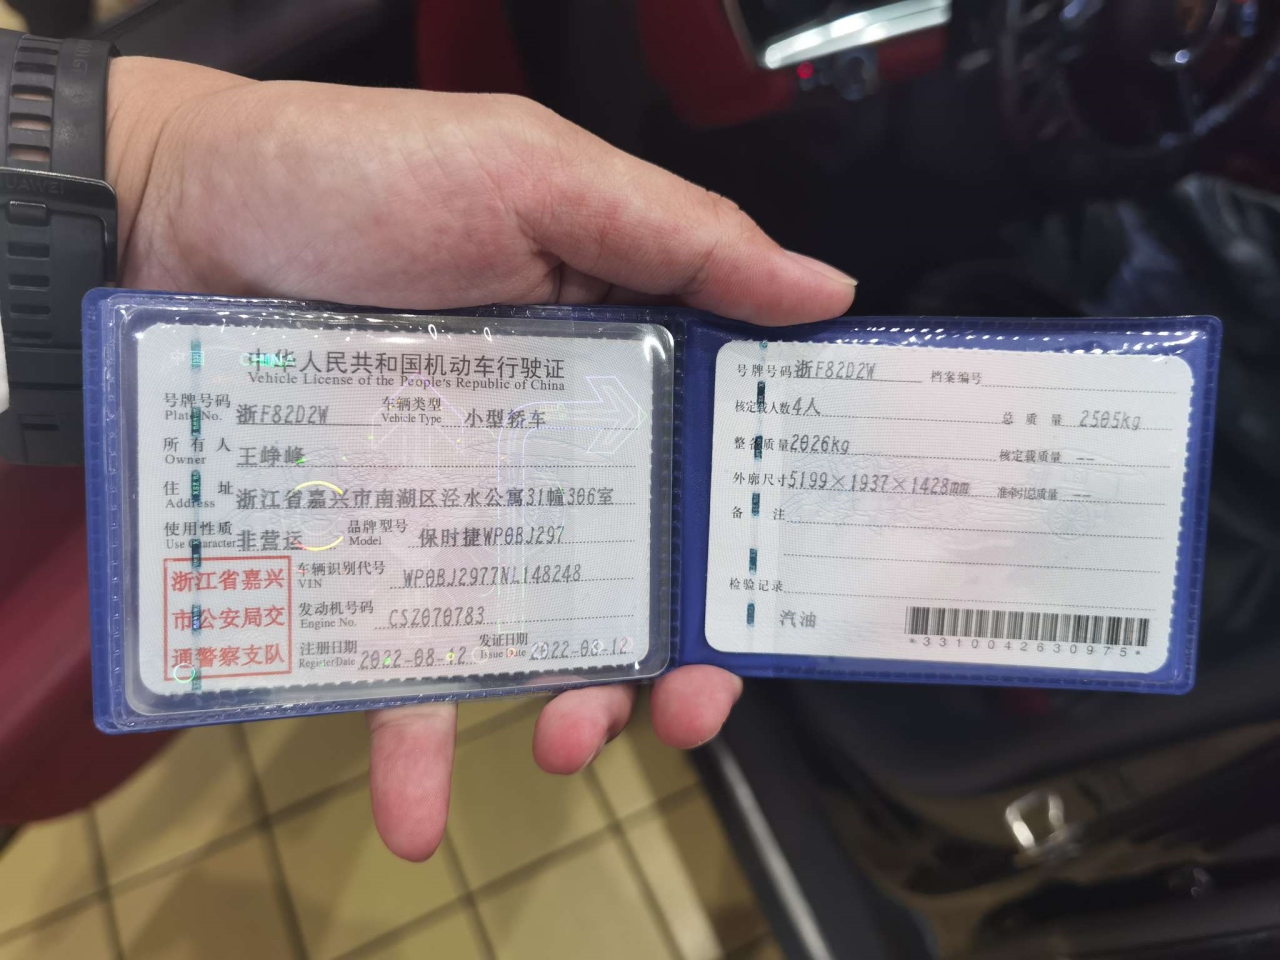 中华人民共和国机动车行驶证
Vehicle License of the People's Republic of China
号牌号码 浙F82D2W 车辆类型 小型轿车
Plate No. Vehicle Type
所有人 王峥峰
Owner
住址 浙江省嘉兴市南湖区泾水公寓31幢306室
Address
使用性质 非营运 品牌型号 保时捷WP0BJ297
Use Character Model
浙江省嘉兴
市公安局交
通警察支队
车辆识别代号 WP0BJ2977NL148248
VIN
发动机号码 CSZ070783
Engine No.
注册日期 2022-08-12 发证日期 2022-08-12
Register Date Issue Date
号牌号码 浙F82D2W 档案编号
核定载人数 4人 总质量 2505kg
整备质量 2026kg 核定载质量 --
外廓尺寸 5199×1937×1428mm 准牵引总质量 --
备注
检验记录
汽油
*3310042630975*